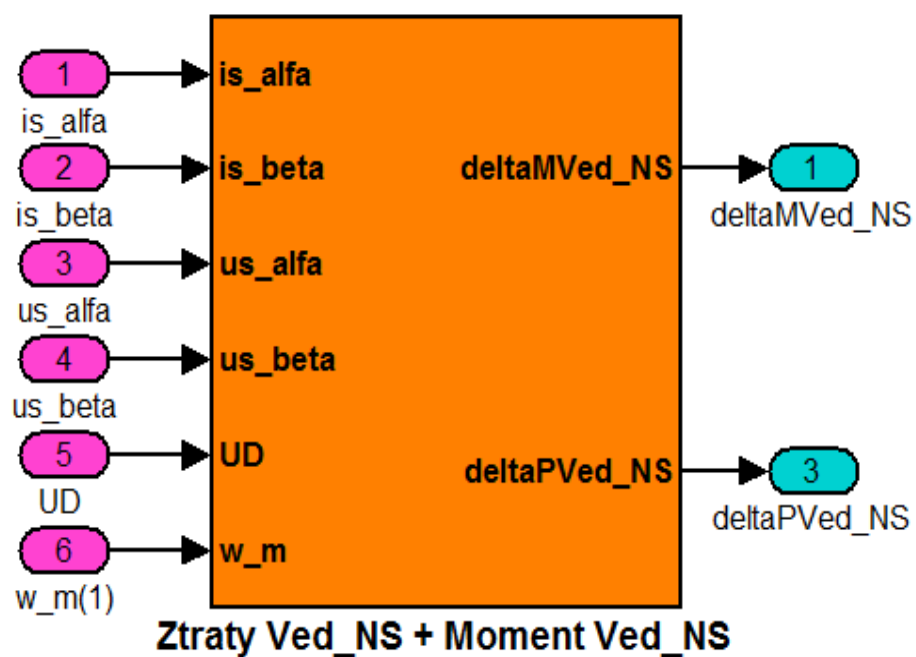 1
is_alfa
is_alfa
2
is_beta
is_beta
deltaMVed_NS
1
deltaMVed_NS
3
us_alfa
us_alfa
4
us_beta
us_beta
5
UD
UD
deltaPVed_NS
3
deltaPVed_NS
6
w_m(1)
w_m
Ztraty Ved_NS + Moment Ved_NS